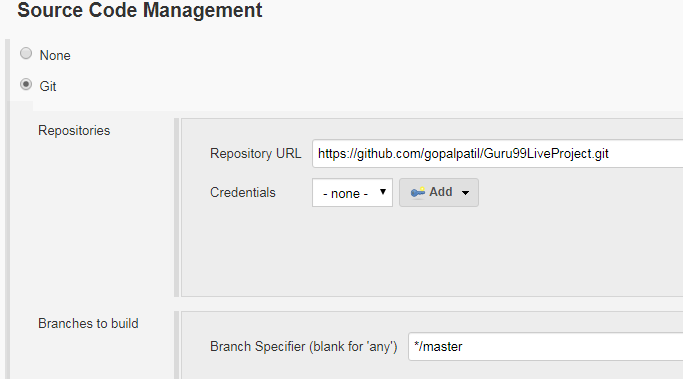 Source Code Management
None
Git
Repositories
Repository URL https://github.com/gopalpatil/Guru99LiveProject.git
Credentials - none - Add
Branches to build
Branch Specifier (blank for 'any') */master